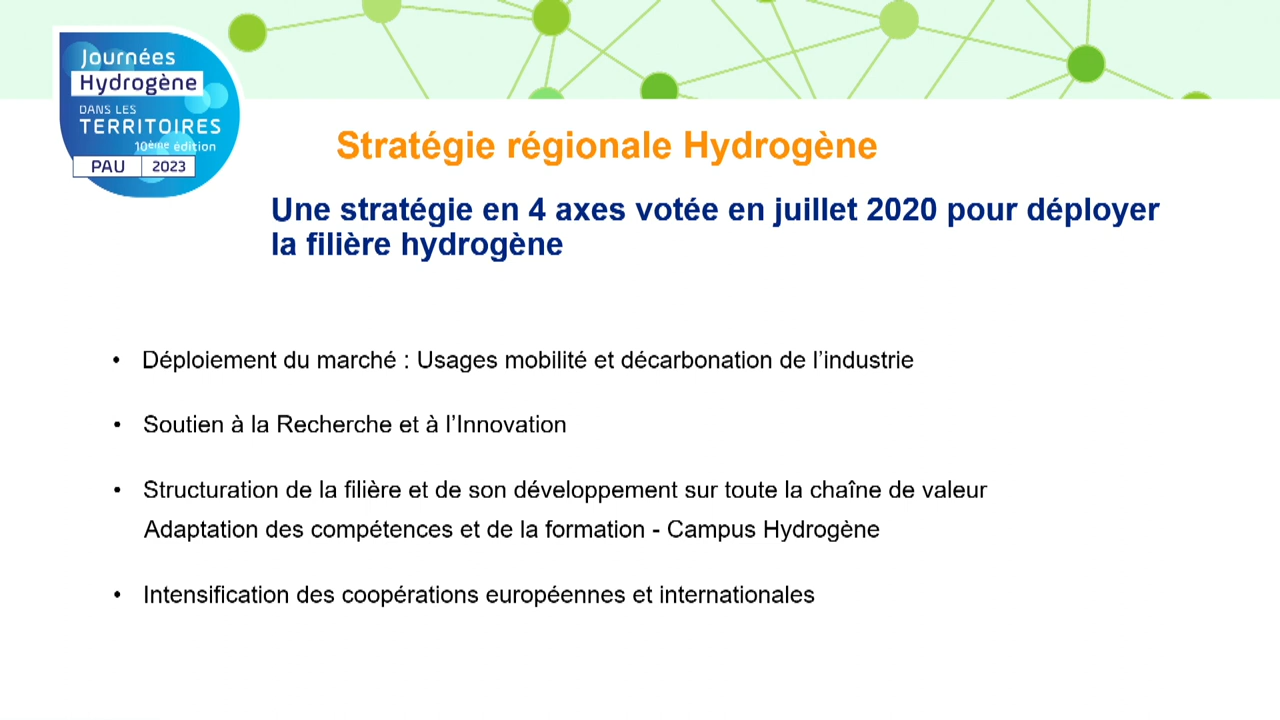 Journées
Hydrogène
DANS LES
TERRITOIRES
10ème édition
PAU 2023
Stratégie régionale Hydrogène
Une stratégie en 4 axes votée en juillet 2020 pour déployer
la filière hydrogène
• Déploiement du marché : Usages mobilité et décarbonation de l’industrie
• Soutien à la Recherche et à l’Innovation
• Structuration de la filière et de son développement sur toute la chaîne de valeur
Adaptation des compétences et de la formation - Campus Hydrogène
• Intensification des coopérations européennes et internationales